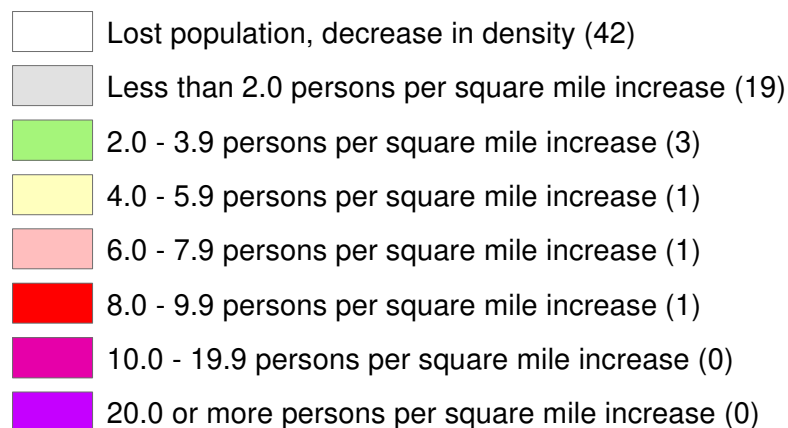 Lost population, decrease in density (42)
Less than 2.0 persons per square mile increase (19)
2.0 - 3.9 persons per square mile increase (3)
4.0 - 5.9 persons per square mile increase (1)
6.0 - 7.9 persons per square mile increase (1)
8.0 - 9.9 persons per square mile increase (1)
10.0 - 19.9 persons per square mile increase (0)
20.0 or more persons per square mile increase (0)